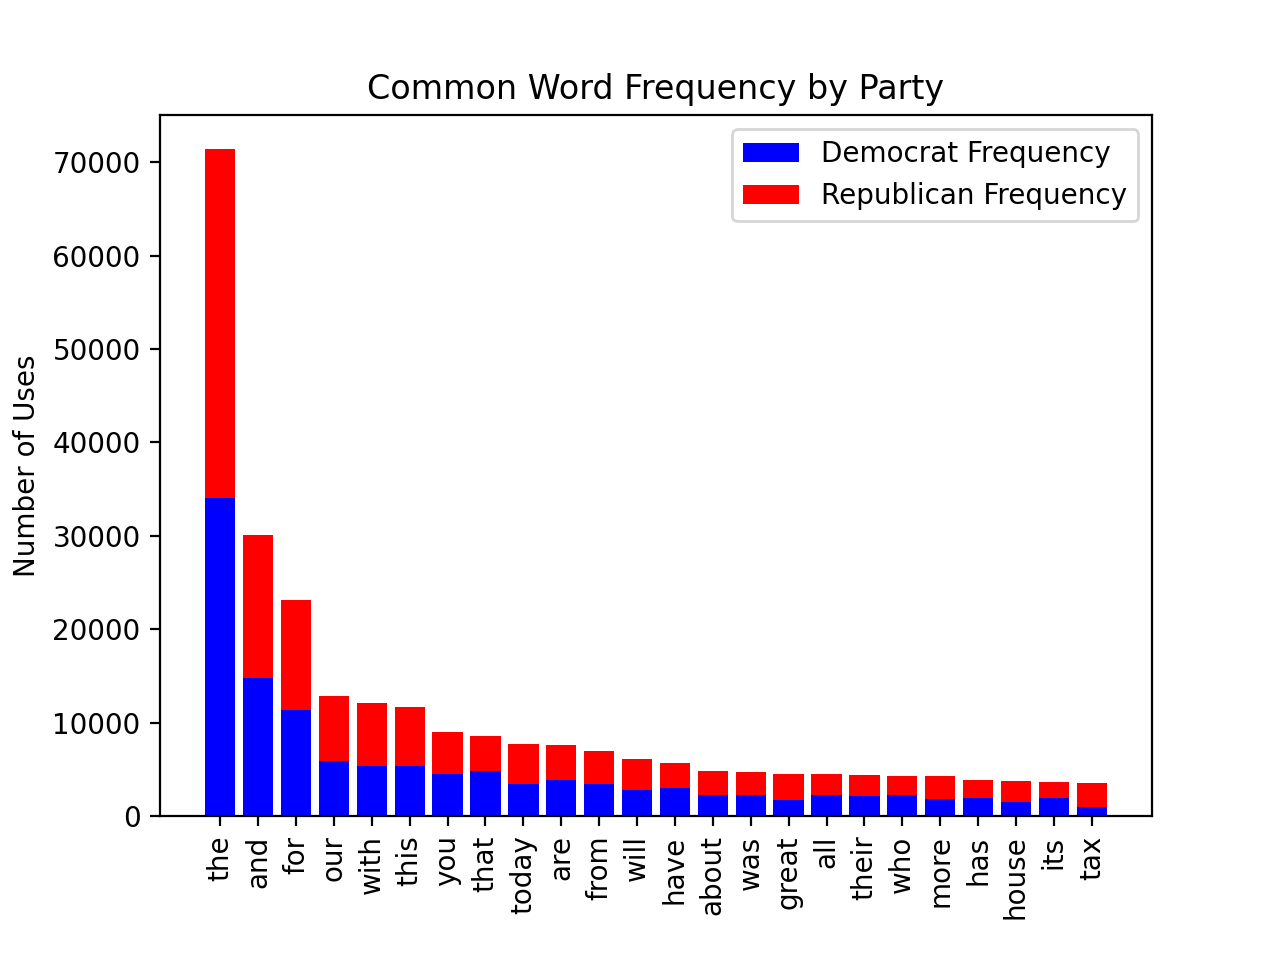 Common Word Frequency by Party
Democrat Frequency
Republican Frequency
Number of Uses
70000
60000
50000
40000
30000
20000
10000
0
the
and
for
our
with
this
you
that
today
are
from
will
have
about
was
great
all
their
who
more
has
house
its
tax